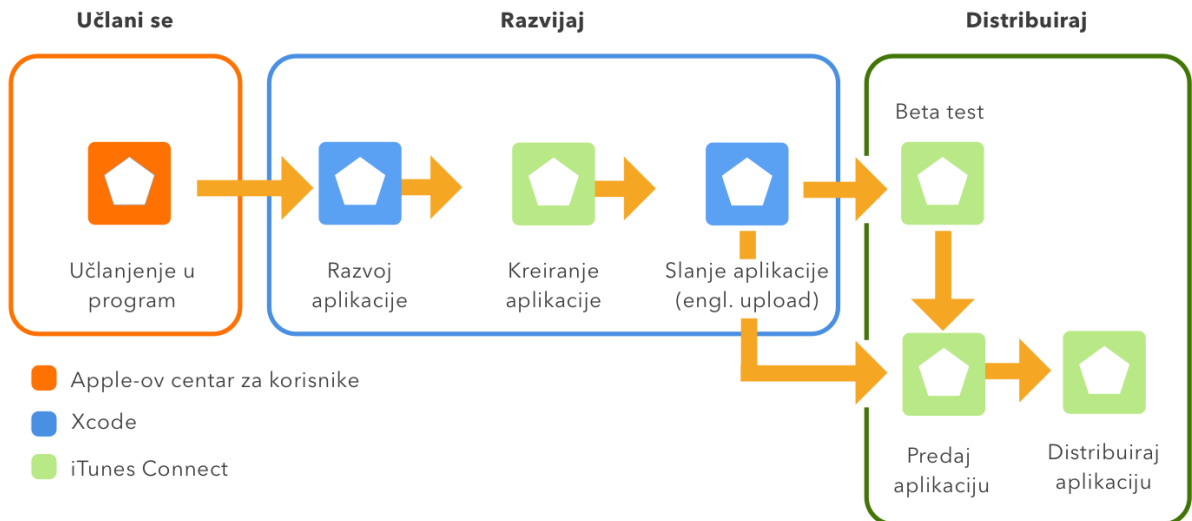 Učlani se
Razvijaj
Distribuiraj
Beta test
Učlanjenje u
program
Razvoj
aplikacije
Kreiranje
aplikacije
Slanje aplikacije
(engl. upload)
Apple-ov centar za korisnike
Xcode
iTunes Connect
Predaj
aplikaciju
Distribuiraj
aplikaciju